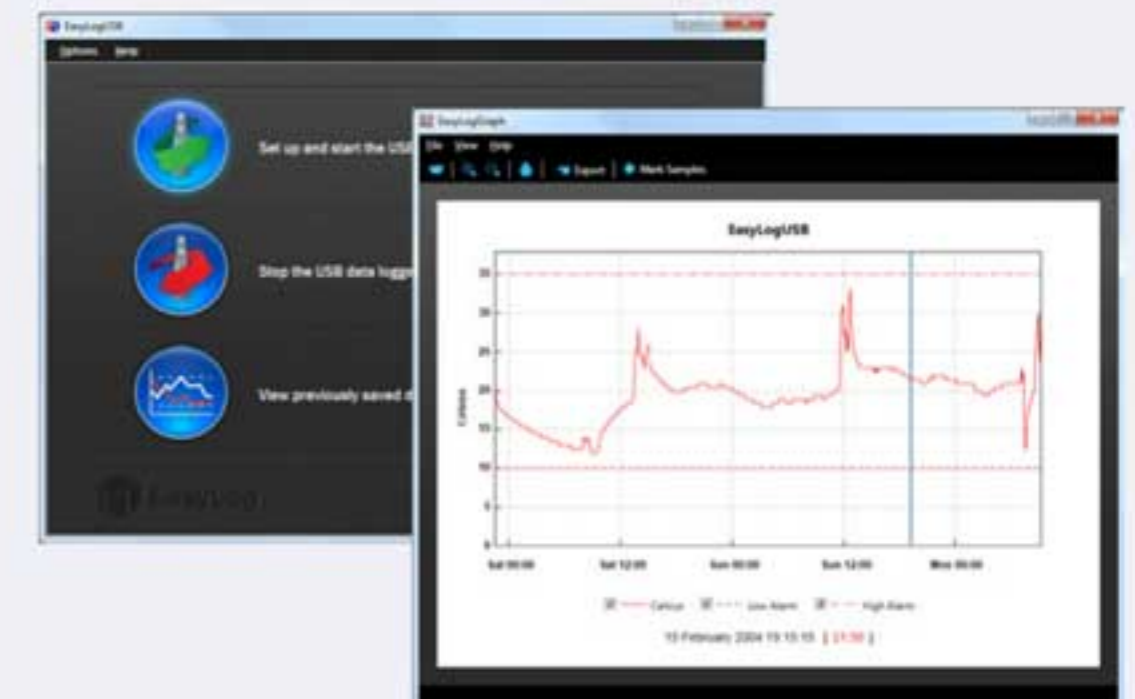 EasyLogUSB
Options Help
Set up and start the USB
Stop the USB data logge
View previously saved d
EasyLog
EasyLogGraph
File View Help
Export Mark Samples
EasyLogUSB
Celsius
35
30
25
20
15
10
5
0
Sat 00:00 Sat 12:00 Sun 00:00 Sun 12:00 Mon 00:00
Celsius Low Alarm High Alarm
15 February 2004 19:15:15